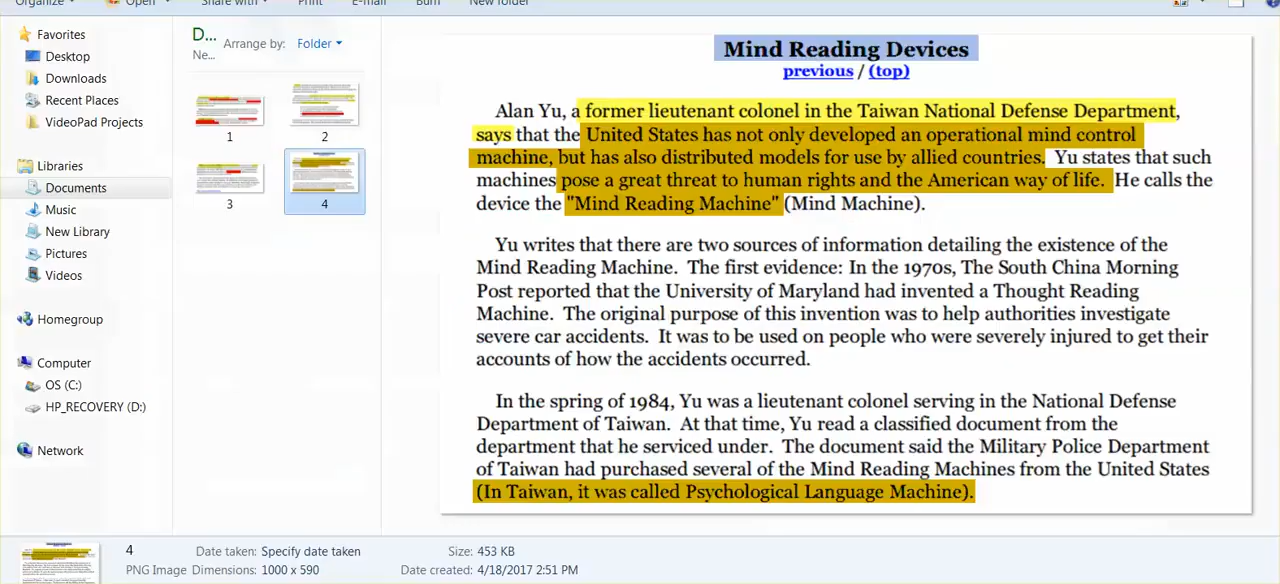 Organize Open Share with Print E-mail Burn New folder
Favorites
Desktop
Downloads
Recent Places
VideoPad Projects
Libraries
Documents
Music
New Library
Pictures
Videos
Homegroup
Computer
OS (C:)
HP_RECOVERY (D:)
Network
D...
Ne...
Arrange by: Folder
1
2
3
4
Mind Reading Devices
previous / (top)
Alan Yu, a former lieutenant colonel in the Taiwan National Defense Department,
says that the United States has not only developed an operational mind control
machine, but has also distributed models for use by allied countries. Yu states that such
machines pose a great threat to human rights and the American way of life. He calls the
device the "Mind Reading Machine" (Mind Machine).
Yu writes that there are two sources of information detailing the existence of the
Mind Reading Machine. The first evidence: In the 1970s, The South China Morning
Post reported that the University of Maryland had invented a Thought Reading
Machine. The original purpose of this invention was to help authorities investigate
severe car accidents. It was to be used on people who were severely injured to get their
accounts of how the accidents occurred.
In the spring of 1984, Yu was a lieutenant colonel serving in the National Defense
Department of Taiwan. At that time, Yu read a classified document from the
department that he serviced under. The document said the Military Police Department
of Taiwan had purchased several of the Mind Reading Machines from the United States
(In Taiwan, it was called Psychological Language Machine).
4 Date taken: Specify date taken Size: 453 KB
PNG Image Dimensions: 1000 x 590 Date created: 4/18/2017 2:51 PM